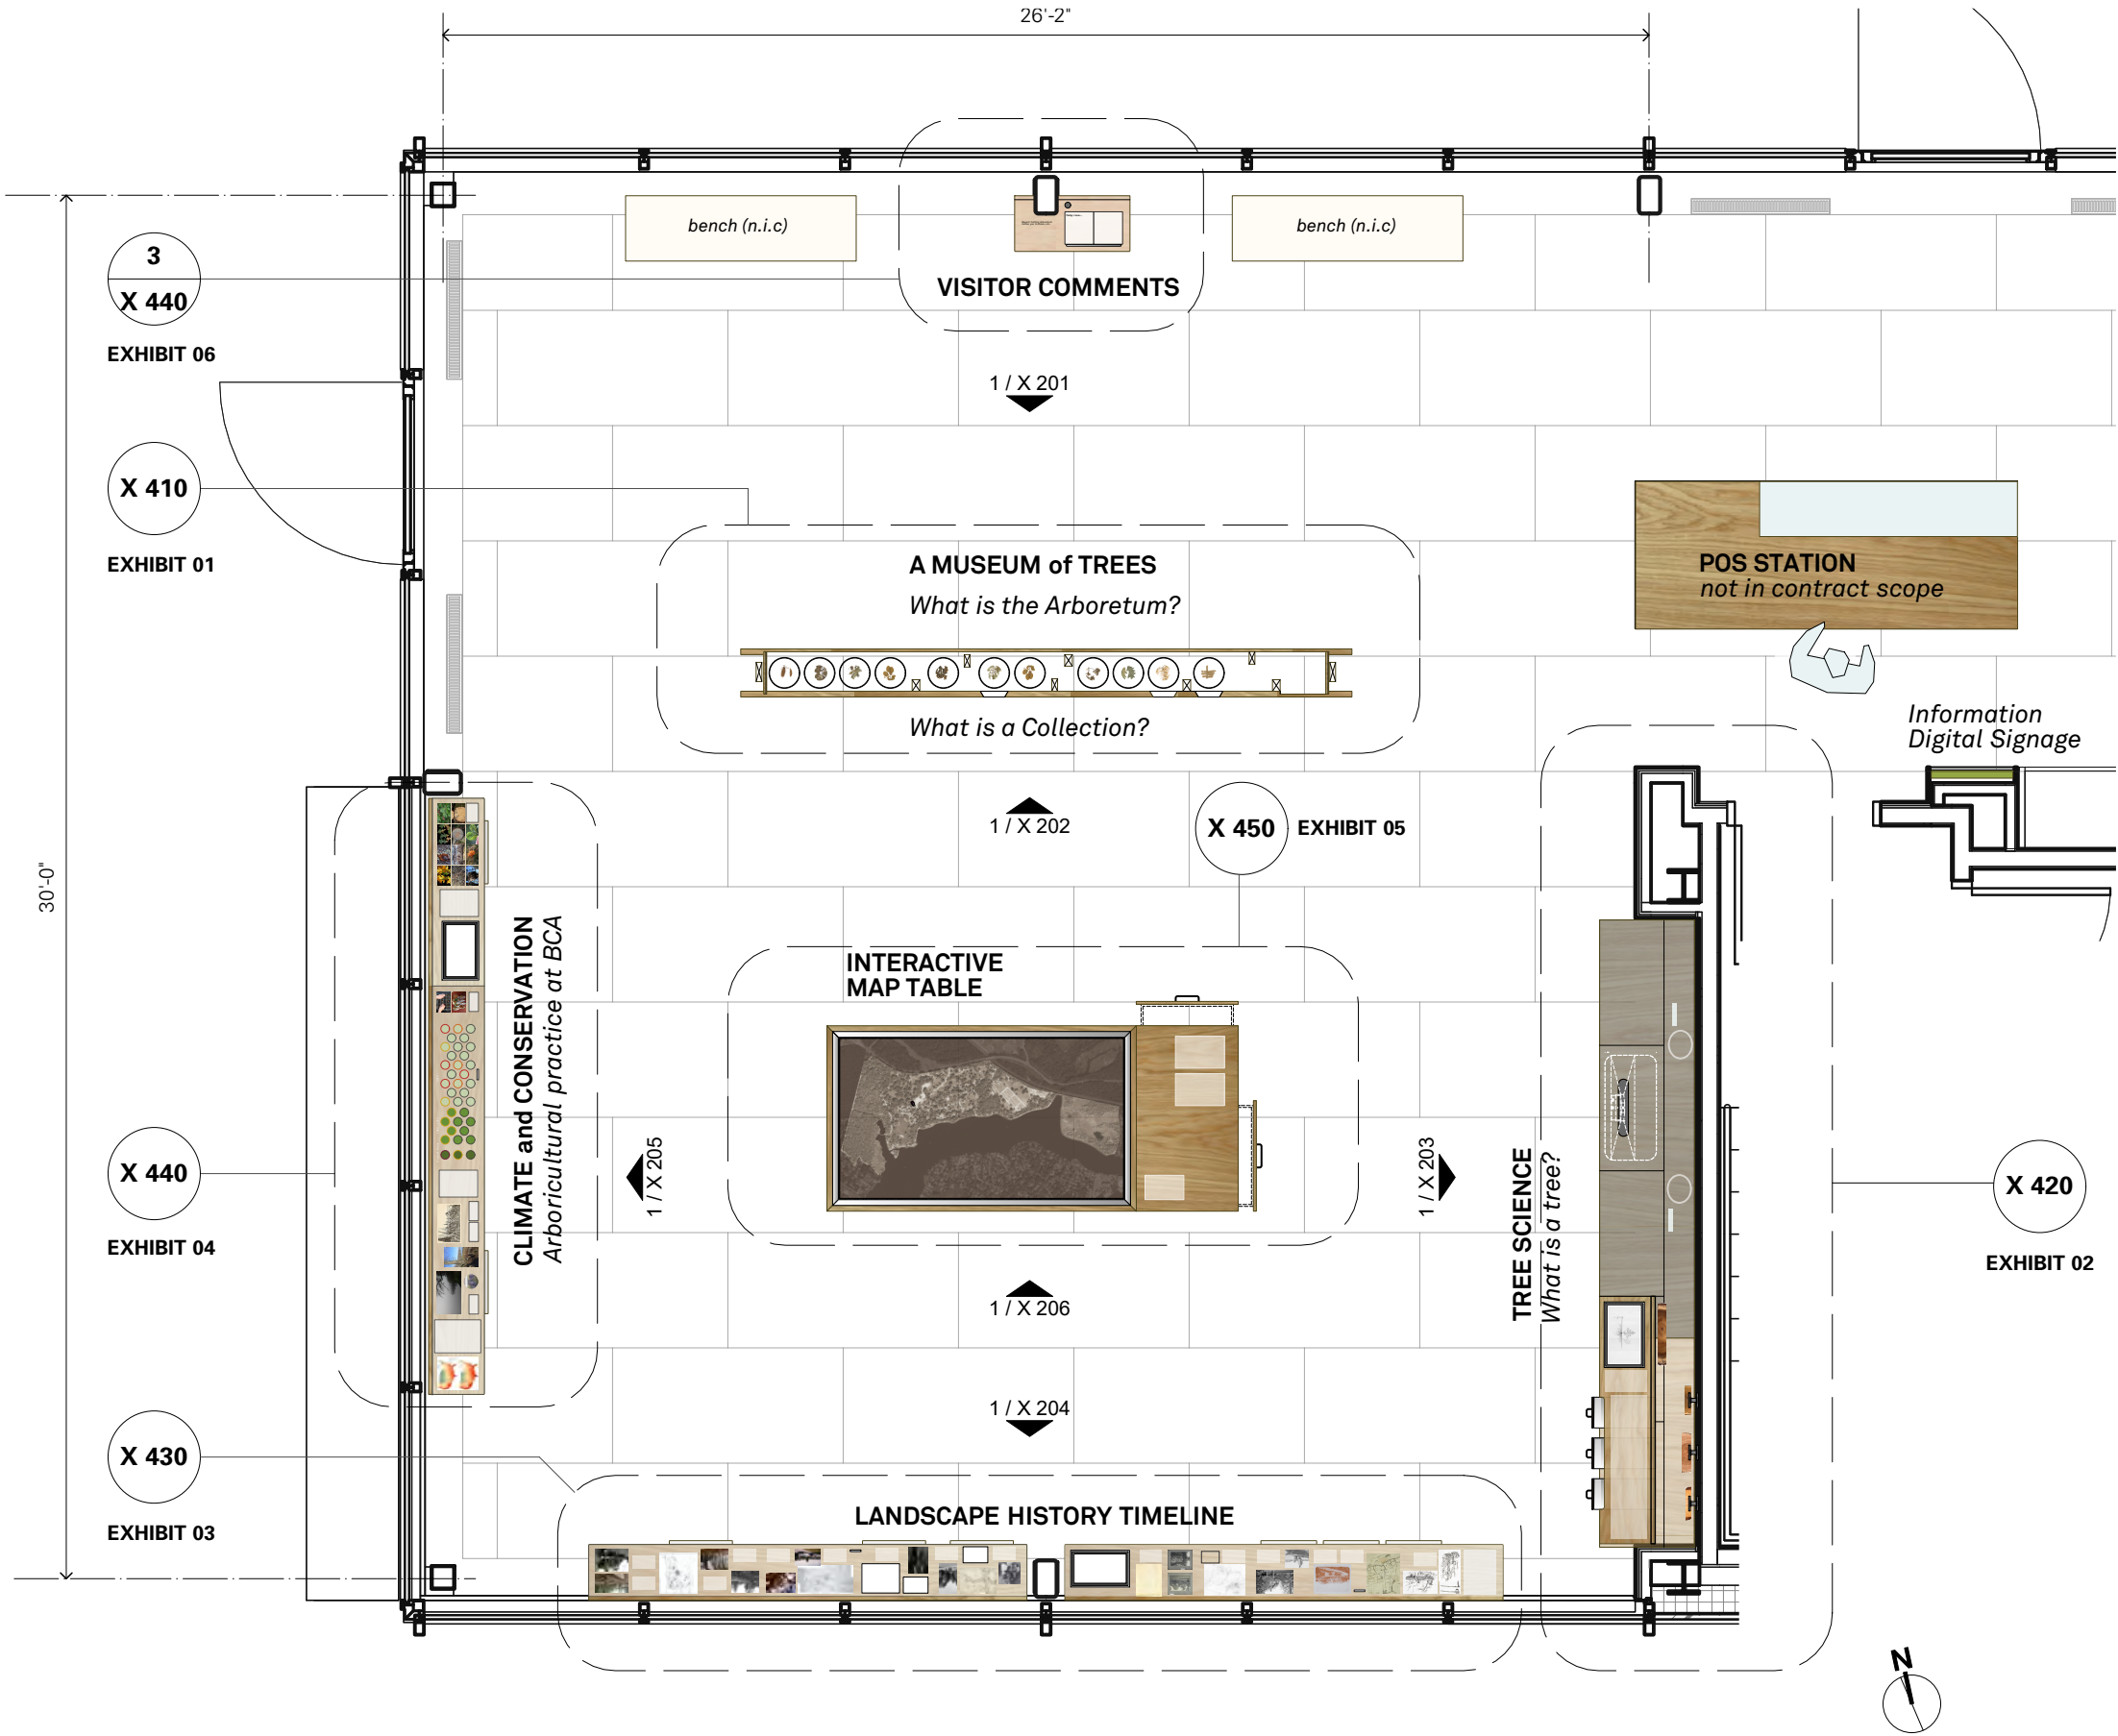 26'-2"
bench (n.i.c)
bench (n.i.c)
VISITOR COMMENTS
3
X 440
EXHIBIT 06
1 / X 201
X 410
EXHIBIT 01
A MUSEUM of TREES
What is the Arboretum?
What is a Collection?
POS STATION
not in contract scope
Information
Digital Signage
1 / X 202
X 450
EXHIBIT 05
30'-0"
CLIMATE and CONSERVATION
Arboricultural practice at BCA
INTERACTIVE
MAP TABLE
1 / X 205
1 / X 203
TREE SCIENCE
What is a tree?
X 440
EXHIBIT 04
X 420
EXHIBIT 02
1 / X 206
1 / X 204
X 430
EXHIBIT 03
LANDSCAPE HISTORY TIMELINE
N